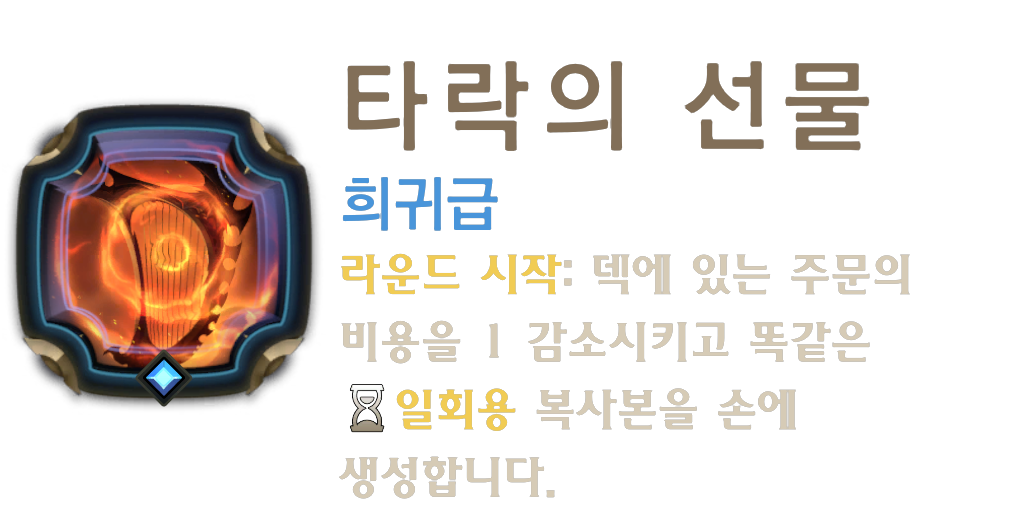 타락의 선물
희귀급
라운드 시작: 덱에 있는 주문의
비용을 1 감소시키고 똑같은
일회용 복사본을 손에
생성합니다.